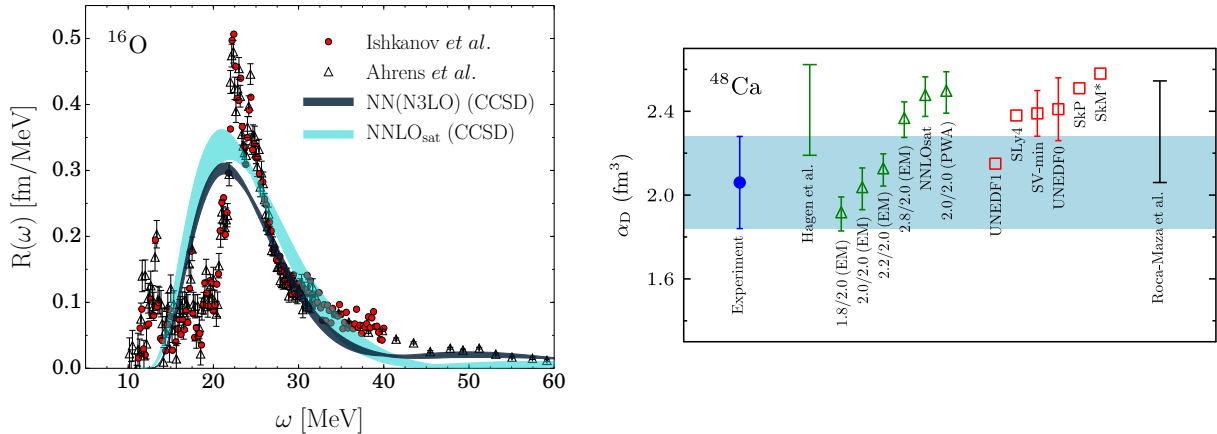 ¹⁶O
Ishkanov et al.
Ahrens et al.
NN(N3LO) (CCSD)
NNLOsat (CCSD)
R(ω) [fm/MeV]
0.5
0.4
0.3
0.2
0.1
0.0
10 20 30 40 50 60
ω [MeV]
⁴⁸Ca
αD (fm³)
2.4
2.0
1.6
Experiment
Hagen et al.
1.8/2.0 (EM)
2.0/2.0 (EM)
2.2/2.0 (EM)
2.8/2.0 (EM)
NNLOsat
2.0/2.0 (PWA)
UNEDF1
SLy4
SV-min
UNEDF0
SkP
SkM*
Roca-Maza et al.